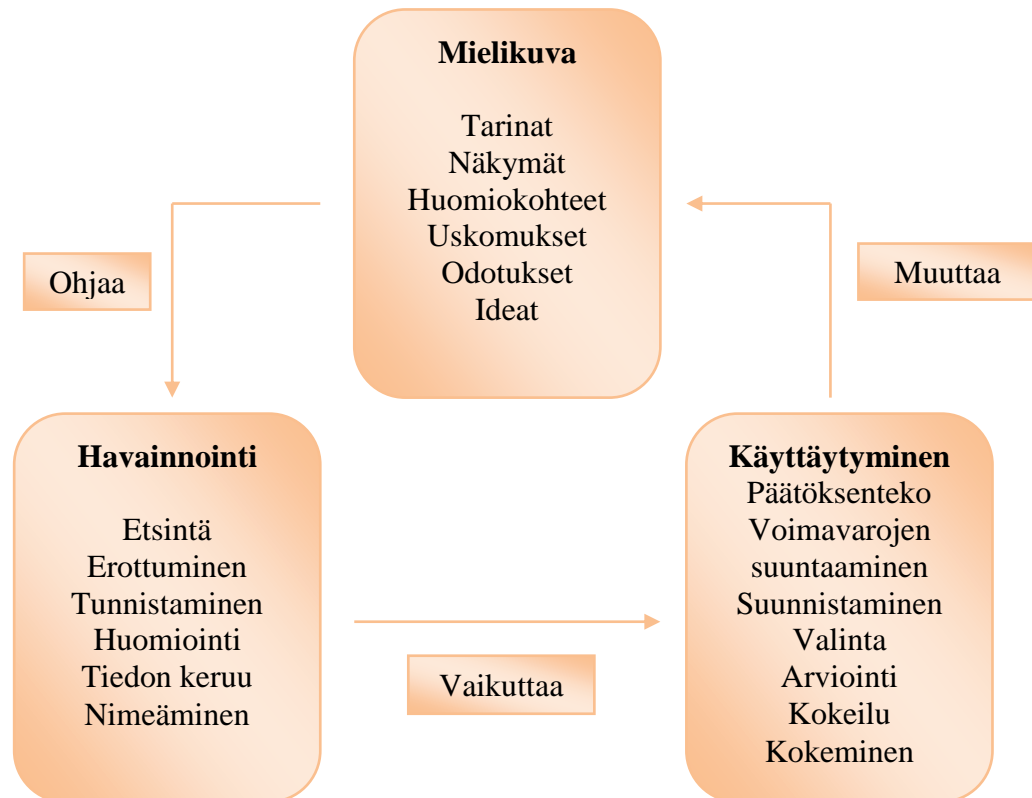 Mielikuva
Tarinat
Näkymät
Huomiokohteet
Uskomukset
Odotukset
Ideat
Ohjaa
Muuttaa
Havainnointi
Etsintä
Erottuminen
Tunnistaminen
Huomiointi
Tiedon keruu
Nimeäminen
Vaikuttaa
Käyttäytyminen
Päätöksenteko
Voimavarojen
suuntaaminen
Suunnistaminen
Valinta
Arviointi
Kokeilu
Kokeminen